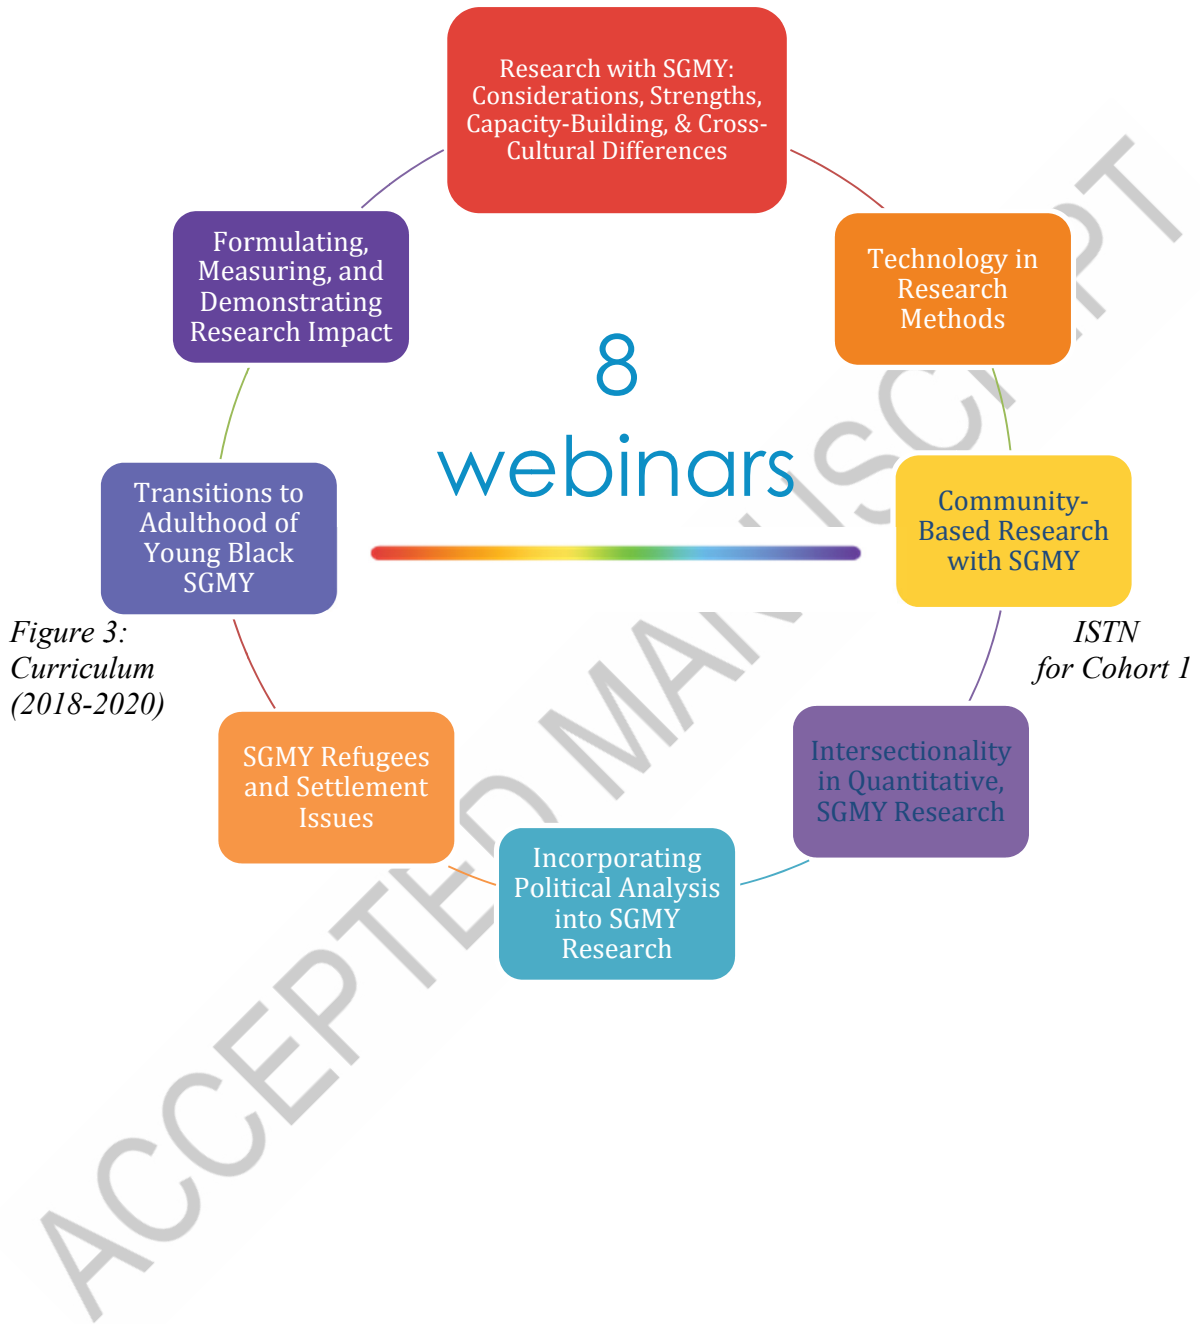 Research with SGMY:
Considerations, Strengths,
Capacity-Building, & Cross-
Cultural Differences
Technology in
Research
Methods
Community-
Based Research
with SGMY
Intersectionality
in Quantitative,
SGMY Research
Incorporating
Political Analysis
into SGMY
Research
SGMY Refugees
and Settlement
Issues
Transitions to
Adulthood of
Young Black
SGMY
Formulating,
Measuring, and
Demonstrating
Research Impact
8
webinars
Figure 3: ISTN
Curriculum for Cohort 1
(2018-2020)
ACCEPTED MANUSCRIPT